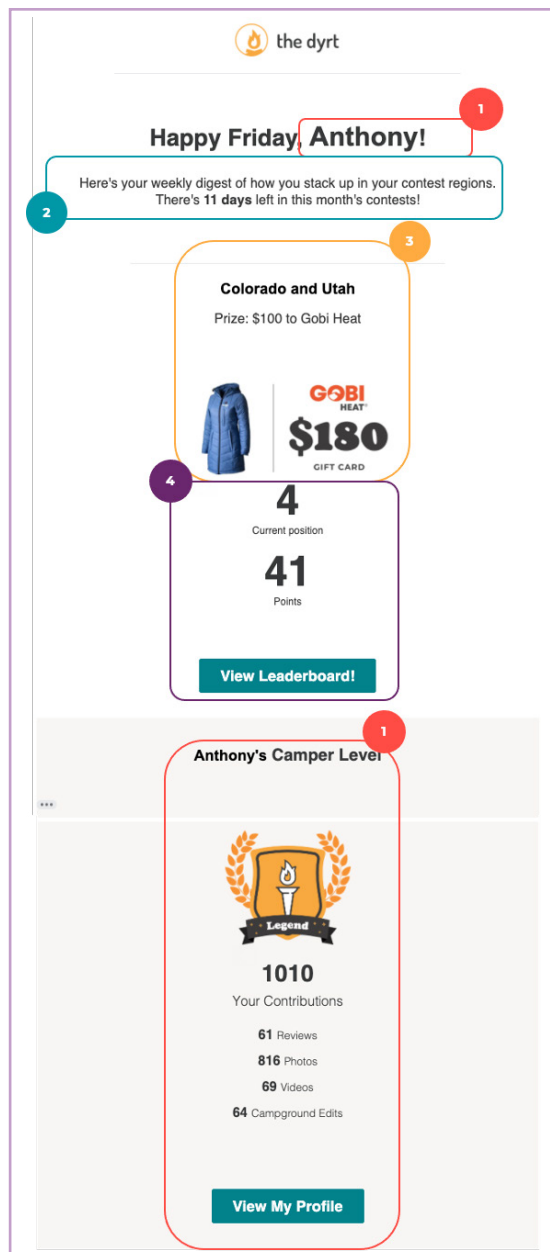 the dyrt
1
Happy Friday, Anthony!
Here's your weekly digest of how you stack up in your contest regions.
There's 11 days left in this month's contests!
2
3
Colorado and Utah
Prize: $100 to Gobi Heat
GOBI
HEAT
$180
GIFT CARD
4
4
Current position
41
Points
View Leaderboard!
1
Anthony's Camper Level
Legend
1010
Your Contributions
61 Reviews
816 Photos
69 Videos
64 Campground Edits
View My Profile